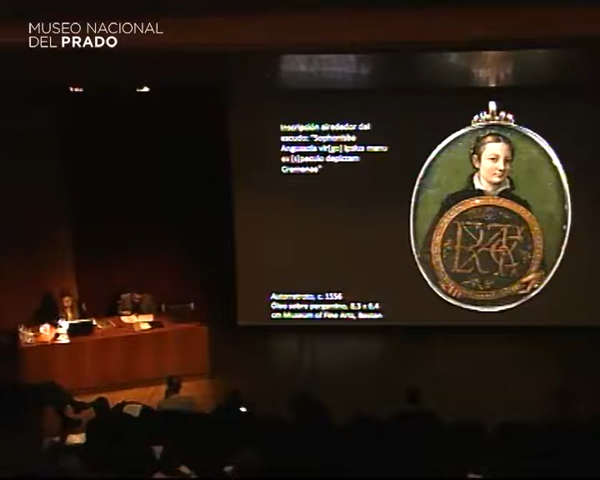 MUSEO NACIONAL
DEL PRADO
Inscripción alrededor del
escudo: "Sophonisba
Angussola vir[go] ipsius manu
ex [s]peculo depictam
Cremonae"
Autorretrato, c. 1556
Óleo sobre pergamino, 8,3 x 6,4
cm Museum of Fine Arts, Boston